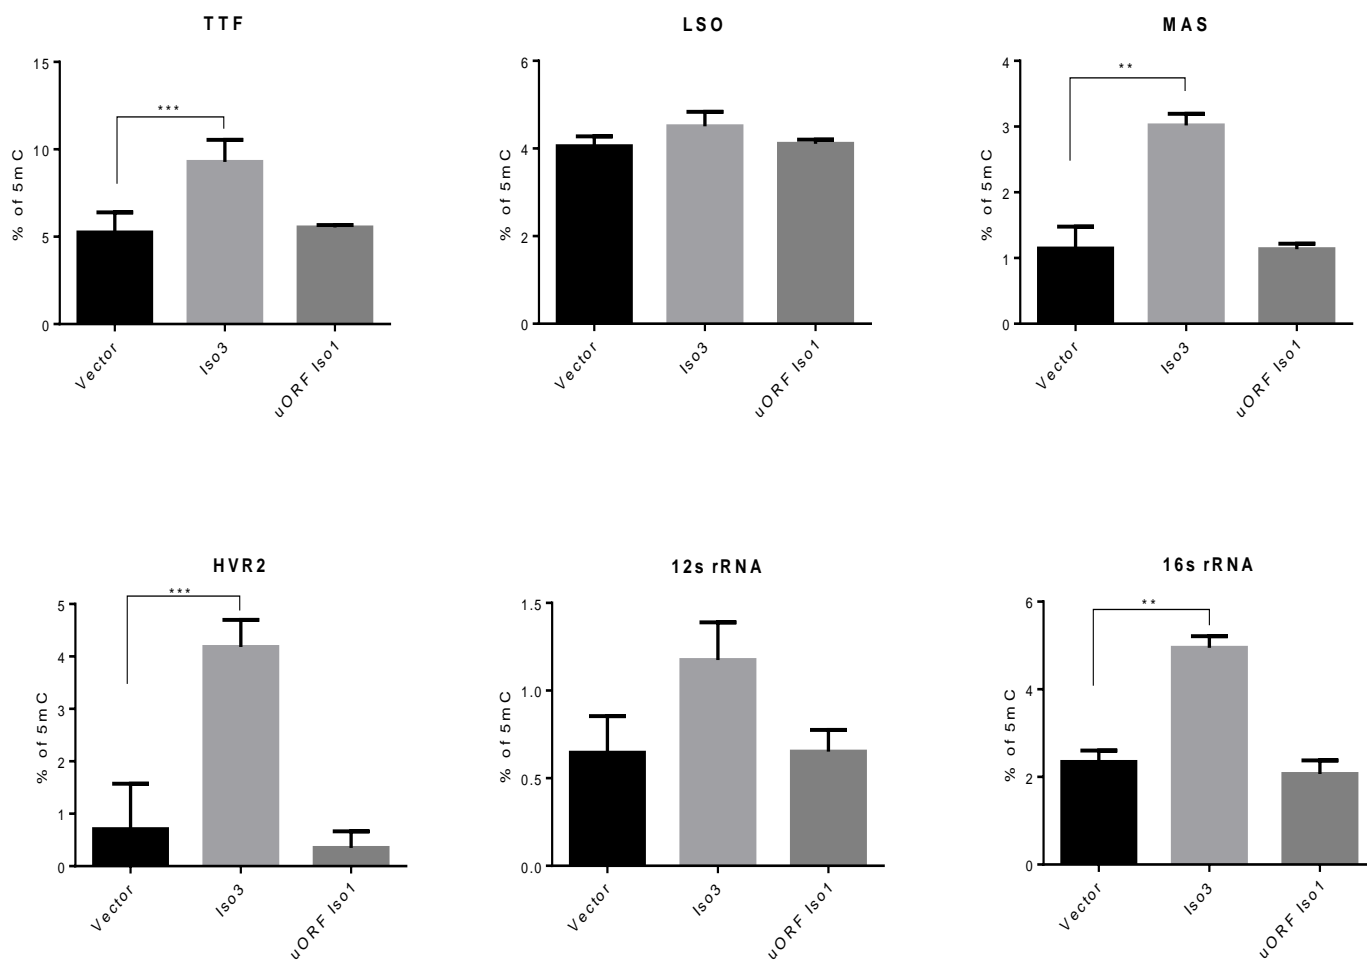 TTF
***
% of 5mC
15
10
5
0
Vector
Iso3
uORF Iso1
LSO
6
4
2
0
% of 5mC
Vector
Iso3
uORF Iso1
MAS
**
% of 5mC
4
3
2
1
0
Vector
Iso3
uORF Iso1
HVR2
***
% of 5mC
5
4
3
2
1
0
Vector
Iso3
uORF Iso1
12s rRNA
% of 5mC
1.5
1.0
0.5
0.0
Vector
Iso3
uORF Iso1
16s rRNA
**
% of 5mC
6
4
2
0
Vector
Iso3
uORF Iso1